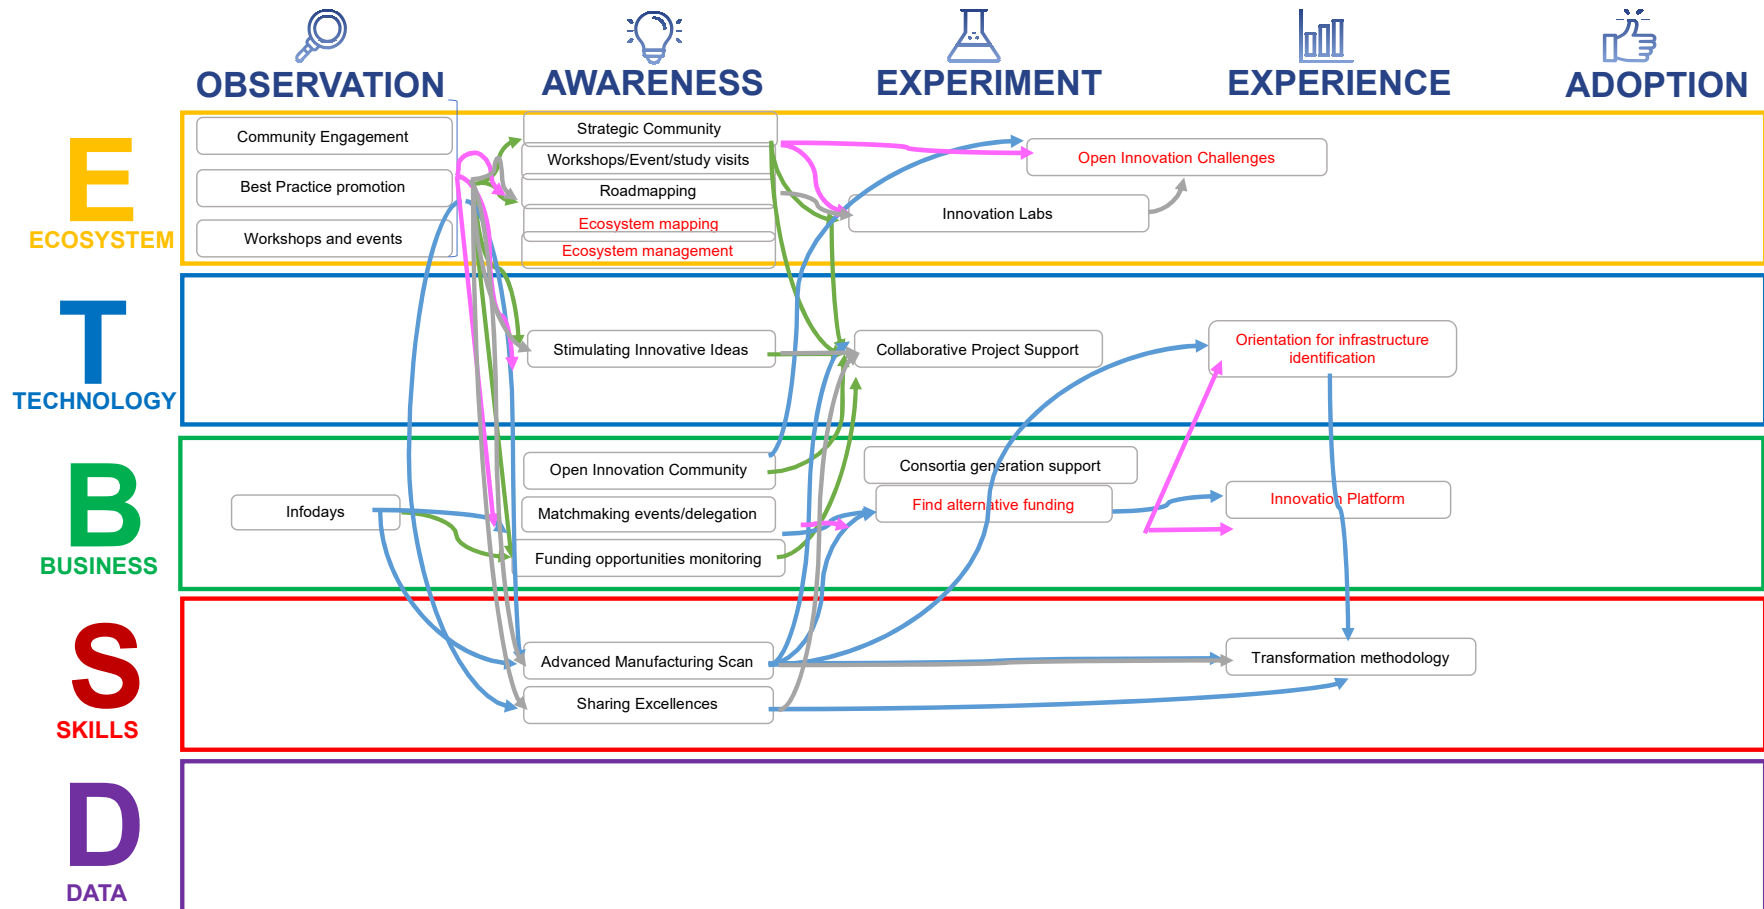 OBSERVATION
AWARENESS
EXPERIMENT
EXPERIENCE
ADOPTION
E
ECOSYSTEM
Community Engagement
Best Practice promotion
Workshops and events
Strategic Community
Workshops/Event/study visits
Roadmapping
Ecosystem mapping
Ecosystem management
Open Innovation Challenges
Innovation Labs
T
TECHNOLOGY
Stimulating Innovative Ideas
Collaborative Project Support
Orientation for infrastructure
identification
B
BUSINESS
Infodays
Open Innovation Community
Matchmaking events/delegation
Funding opportunities monitoring
Consortia generation support
Find alternative funding
Innovation Platform
S
SKILLS
Advanced Manufacturing Scan
Sharing Excellences
Transformation methodology
D
DATA